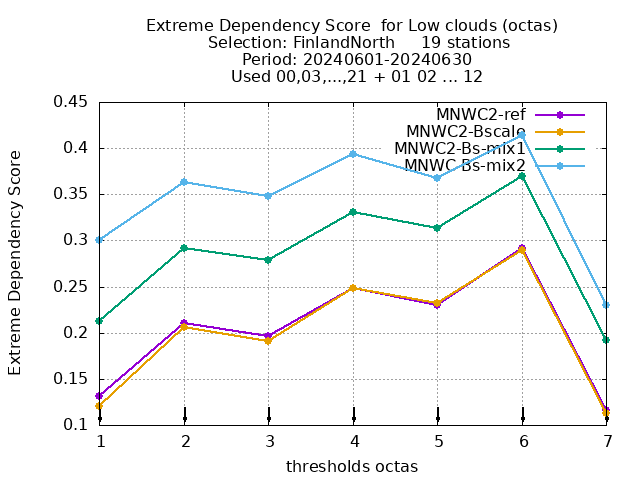 Extreme Dependency Score  for Low clouds (octas)
Selection: FinlandNorth     19 stations
Period: 20240601-20240630
Used 00,03,...,21 + 01 02 ... 12
MNWC2-ref
MNWC2-Bscale
MNWC2-Bs-mix1
MNWC-Bs-mix2
Extreme Dependency Score
0.45
0.4
0.35
0.3
0.25
0.2
0.15
0.1
1 2 3 4 5 6 7
thresholds octas